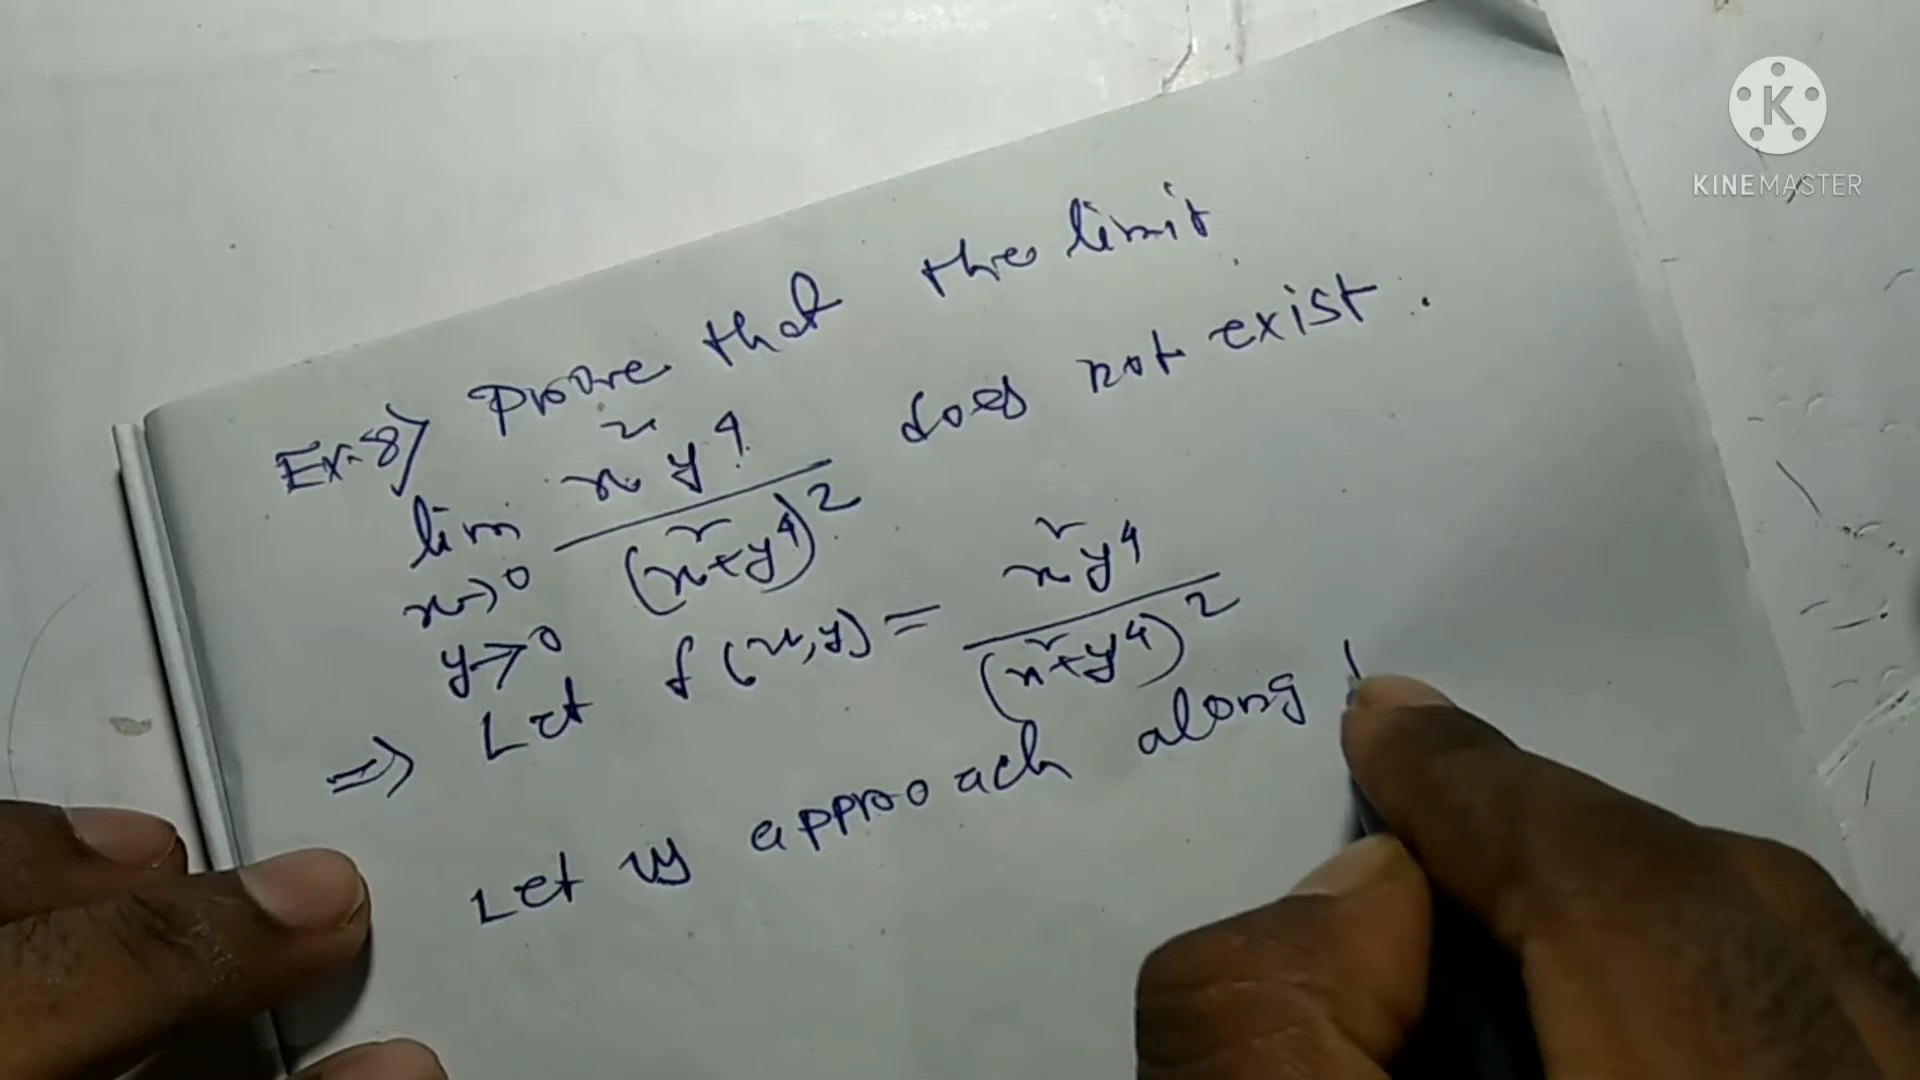 KINEMASTER
Ex-8) Prove that the limit
lim x²y⁴/(x²+y⁴)² does not exist.
x→0
y→0
⇒ Let f(x,y) = x²y⁴/(x²+y⁴)²
Let us approach along